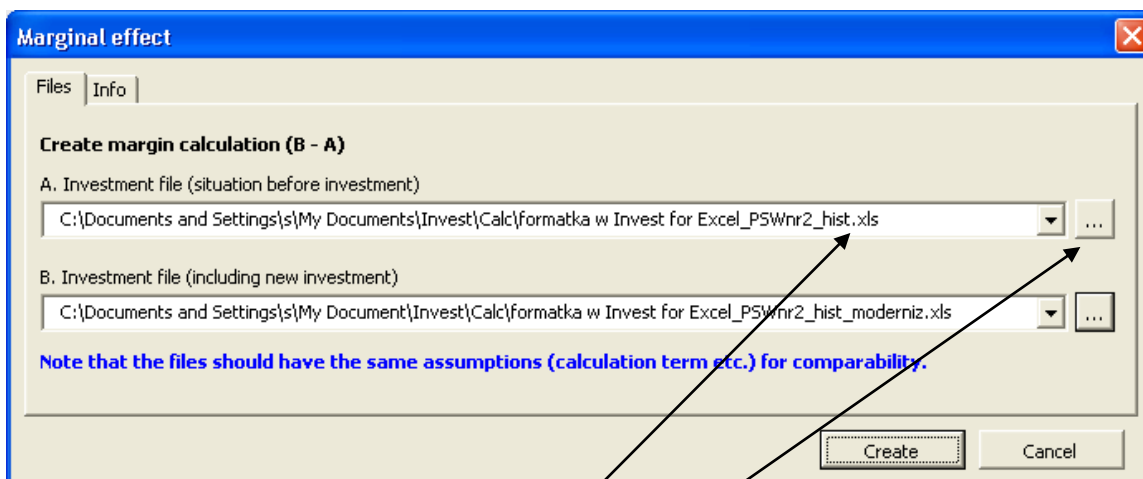 Marginal effect
Files Info
Create margin calculation (B - A)
A. Investment file (situation before investment)
C:\Documents and Settings\s\My Documents\Invest\Calc\formatka w Invest for Excel_PSWnr2_hist.xls
...
B. Investment file (including new investment)
C:\Documents and Settings\s\My Document\Invest\Calc\formatka w Invest for Excel_PSWnr2_hist_moderniz.xls
...
Note that the files should have the same assumptions (calculation term etc.) for comparability.
Create Cancel